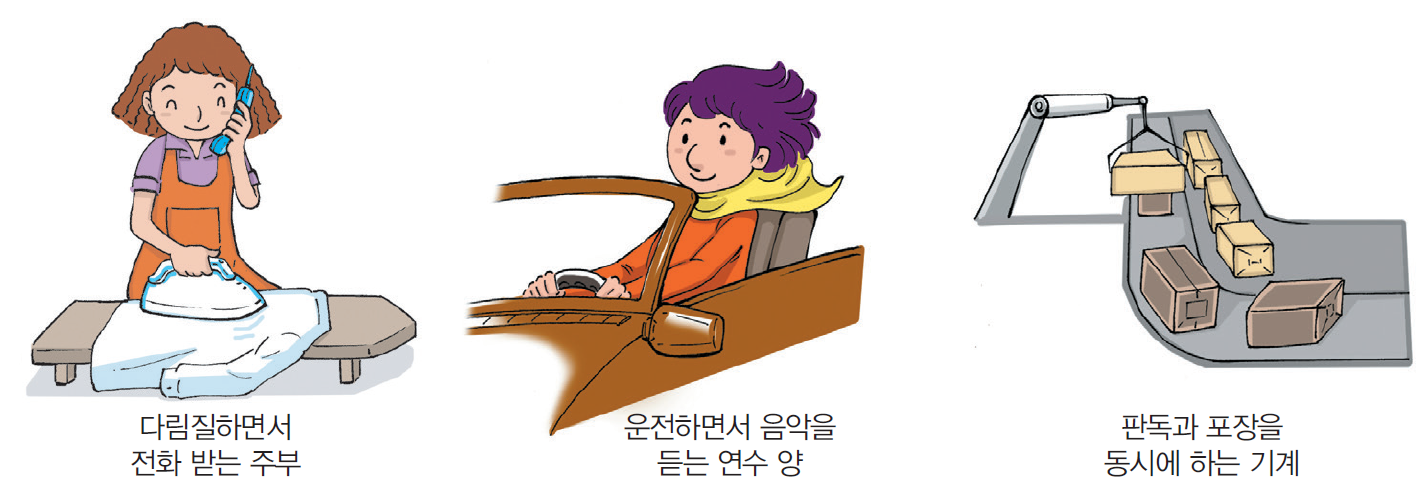 다림질하면서
전화 받는 주부
운전하면서 음악을
듣는 연수 양
판독과 포장을
동시에 하는 기계